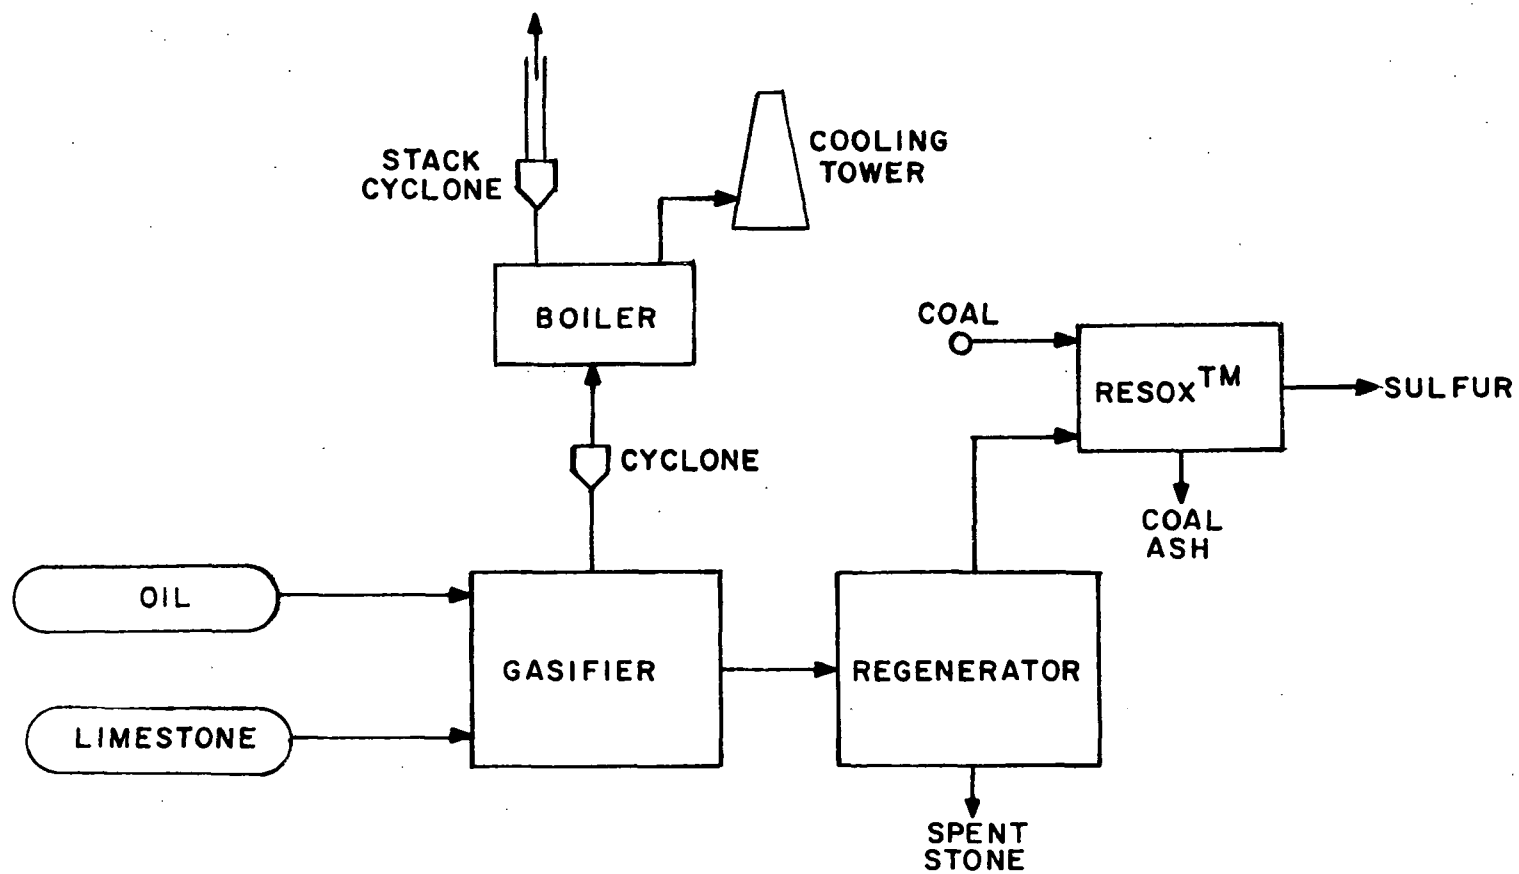 STACK
CYCLONE
COOLING
TOWER
BOILER
COAL
RESOX™
SULFUR
CYCLONE
COAL
ASH
OIL
GASIFIER
REGENERATOR
LIMESTONE
SPENT
STONE